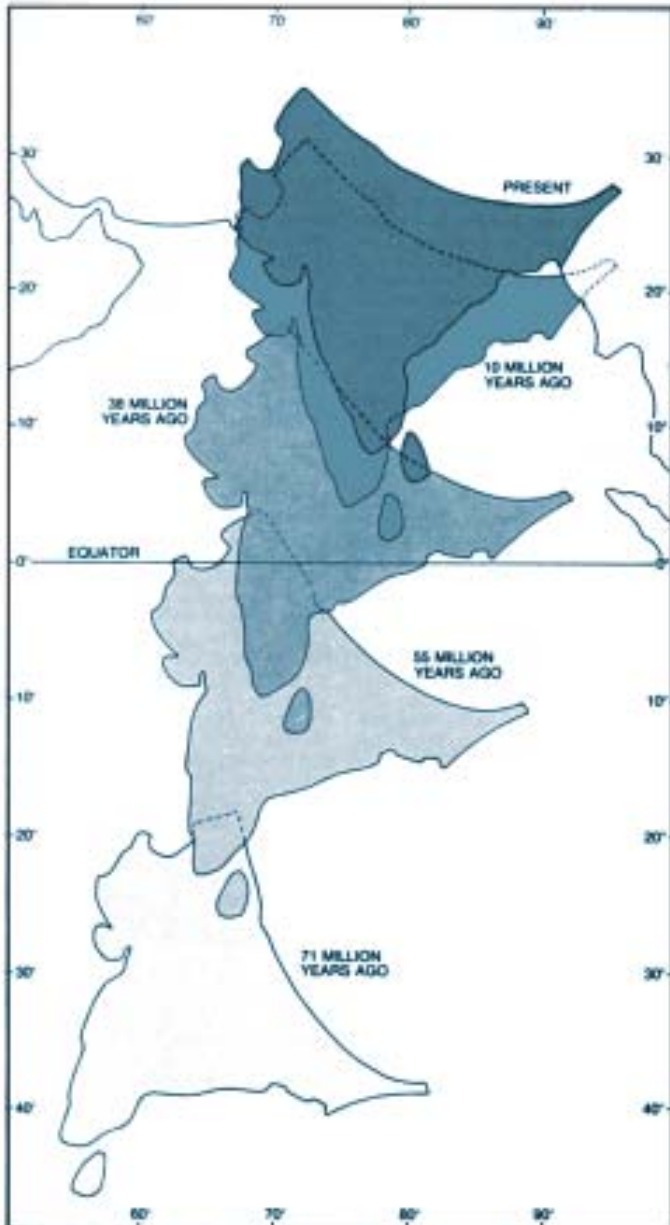 60° 70° 80° 90°
30° 30°
PRESENT
20° 20°
10 MILLION
YEARS AGO
38 MILLION
YEARS AGO
10° 10°
EQUATOR
0° 0°
55 MILLION
YEARS AGO
10° 10°
20° 20°
71 MILLION
YEARS AGO
30° 30°
40° 40°
60° 70° 80° 90°